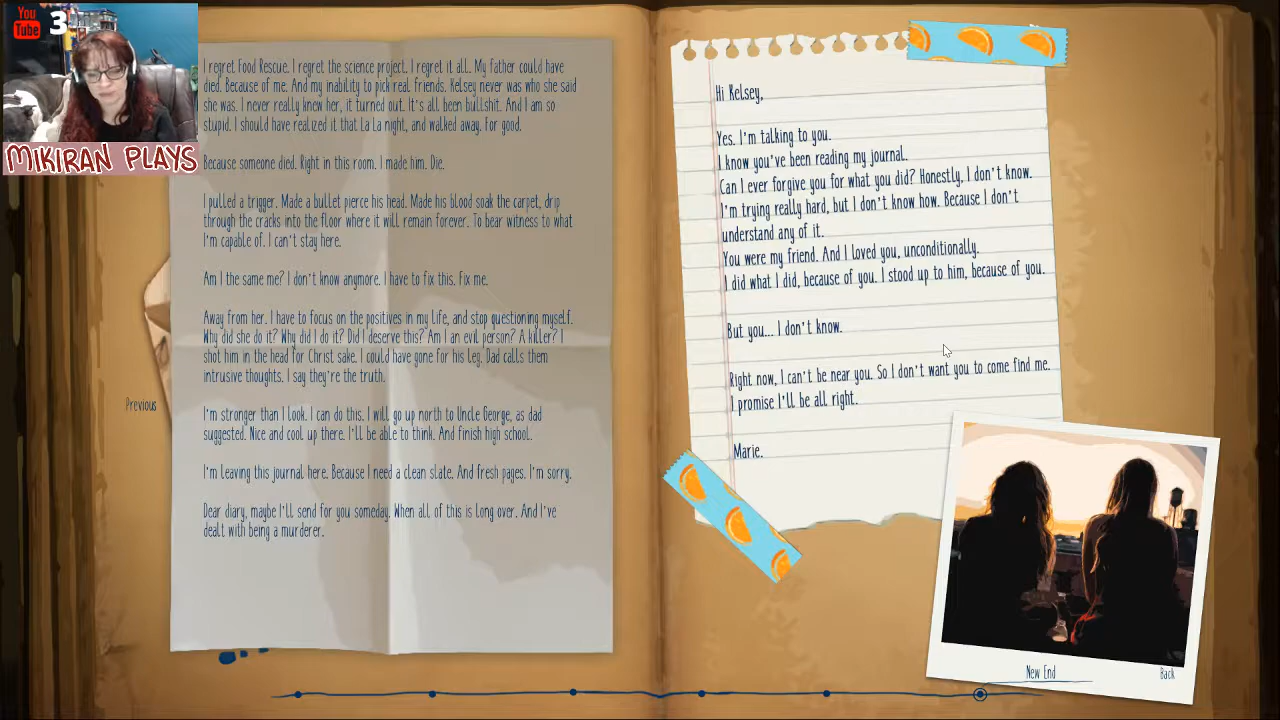 You
Tube
3
MIKIRAN PLAYS
I regret Food Rescue. I regret the science project. I regret it all. My father could have
died. Because of me. And my inability to pick real friends. Kelsey never was who she said
she was. I never really knew her, it turned out. It's all been bullshit. And I am so
stupid. I should have realized it that La La night, and walked away. For good.
Because someone died. Right in this room. I made him. Die.
I pulled a trigger. Made a bullet pierce his head. Made his blood soak the carpet, drip
through the cracks into the floor where it will remain forever. To bear witness to what
I'm capable of. I can't stay here.
Am I the same me? I don't know anymore. I have to fix this. Fix me.
Away from her. I have to focus on the positives in my life, and stop questioning myself.
Why did she do it? Why did I do it? Did I deserve this? Am I an evil person? A killer? I
shot him in the head for Christ sake. I could have gone for his leg. Dad calls them
intrusive thoughts. I say they're the truth.
I'm stronger than I look. I can do this. I will go up north to Uncle George, as dad
suggested. Nice and cool up there. I'll be able to think. And finish high school.
I'm leaving this journal here. Because I need a clean slate. And fresh pages. I'm sorry.
Dear diary, maybe I'll send for you someday. When all of this is long over. And I've
dealt with being a murderer.
Previous
Hi Kelsey,
Yes. I'm talking to you.
I know you've been reading my journal.
Can I ever forgive you for what you did? Honestly. I don't know.
I'm trying really hard, but I don't know how. Because I don't
understand any of it.
You were my friend. And I loved you, unconditionally.
I did what I did, because of you. I stood up to him, because of you.
But you... I don't know.
Right now, I can't be near you. So I don't want you to come find me.
I promise I'll be all right.
Marie.
New End
Back